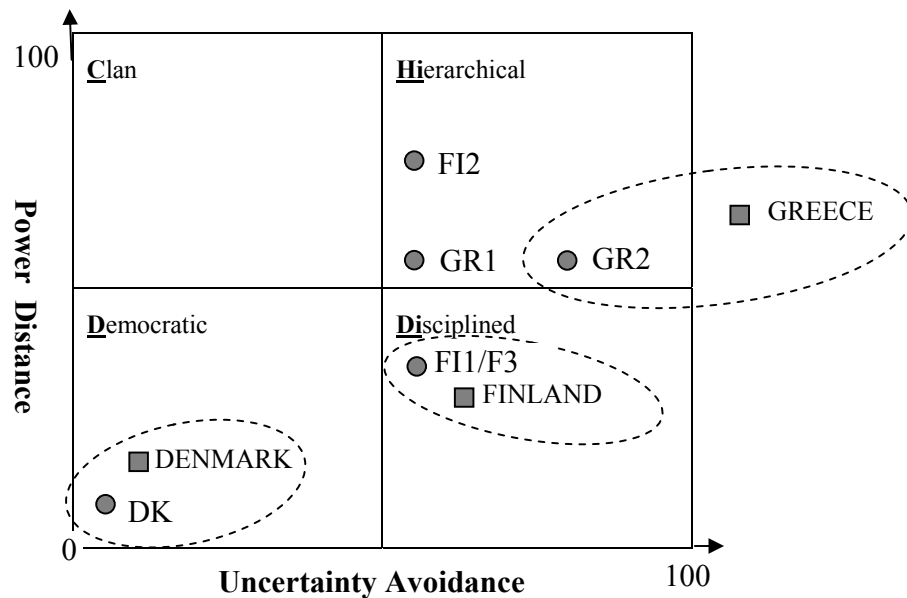 100
Clan
Hierarchical
FI2
GREECE
GR1
GR2
Power Distance
Democratic
Disciplined
FI1/F3
FINLAND
DENMARK
DK
0
Uncertainty Avoidance
100